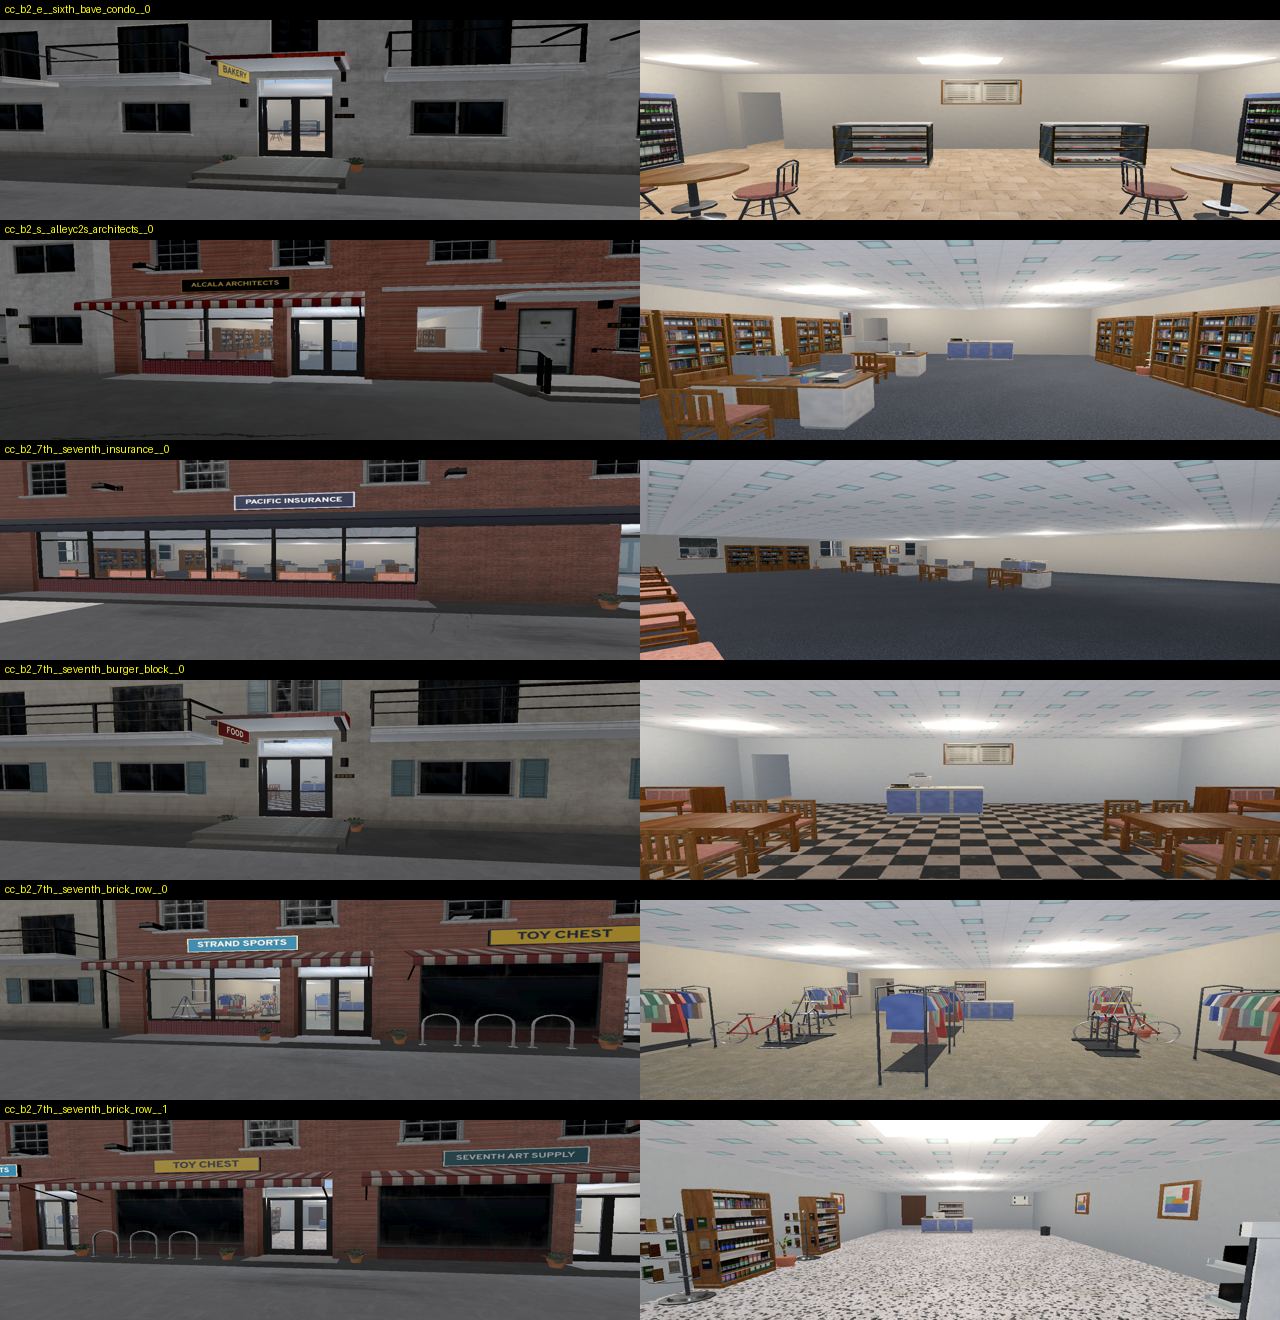 cc_b2_e__sixth_bave_condo__0
BAKERY
cc_b2_s__alleyc2s_architects__0
ALCALA ARCHITECTS
cc_b2_7th__seventh_insurance__0
PACIFIC INSURANCE
cc_b2_7th__seventh_burger_block__0
FOOD
cc_b2_7th__seventh_brick_row__0
STRAND SPORTS
TOY CHEST
cc_b2_7th__seventh_brick_row__1
TS
TOY CHEST
SEVENTH ART SUPPLY